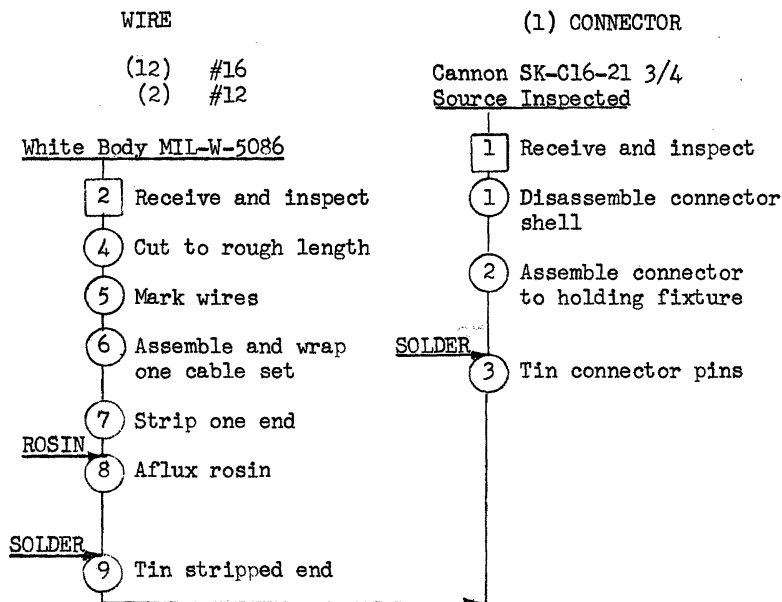 WIRE
(12) #16
(2) #12
White Body MIL-W-5086
2 Receive and inspect
4 Cut to rough length
5 Mark wires
6 Assemble and wrap
one cable set
7 Strip one end
ROSIN
8 Aflux rosin
SOLDER
9 Tin stripped end
(1) CONNECTOR
Cannon SK-C16-21 3/4
Source Inspected
1 Receive and inspect
1 Disassemble connector
shell
2 Assemble connector
to holding fixture
SOLDER
3 Tin connector pins